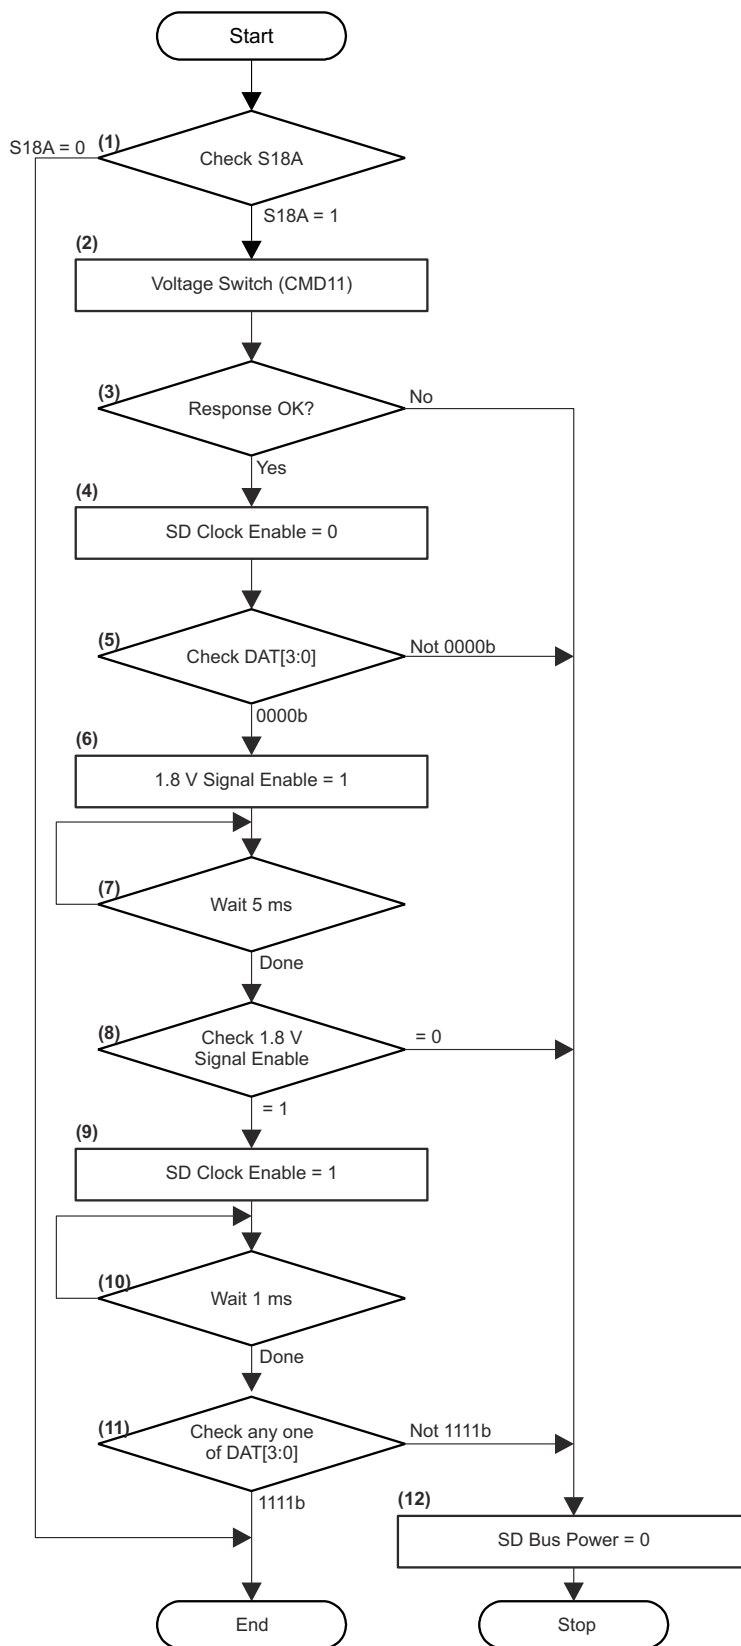 Start
S18A = 0
(1)
Check S18A
S18A = 1
(2)
Voltage Switch (CMD11)
(3)
Response OK?
No
Yes
(4)
SD Clock Enable = 0
(5)
Check DAT[3:0]
Not 0000b
0000b
(6)
1.8 V Signal Enable = 1
(7)
Wait 5 ms
Done
(8)
Check 1.8 V
Signal Enable
= 0
= 1
(9)
SD Clock Enable = 1
(10)
Wait 1 ms
Done
(11)
Check any one
of DAT[3:0]
Not 1111b
1111b
(12)
SD Bus Power = 0
End
Stop